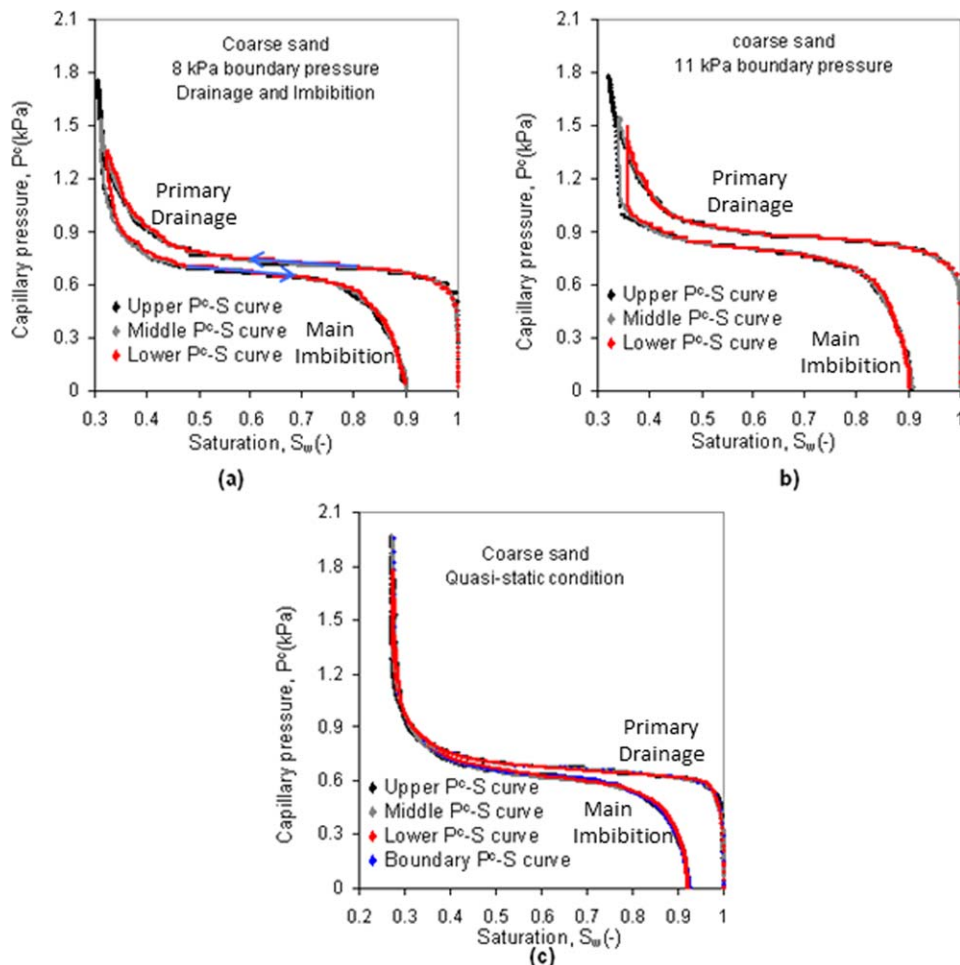 2.1
1.8
1.5
1.2
0.9
0.6
0.3
0
Capillary pressure, Pᶜ(kPa)
Coarse sand
8 kPa boundary pressure
Drainage and Imbibition
Primary
Drainage
Upper Pᶜ-S curve
Middle Pᶜ-S curve
Lower Pᶜ-S curve
Main
Imbibition
0.3 0.4 0.5 0.6 0.7 0.8 0.9 1
Saturation, Sw(-)
(a)
2.1
1.8
1.5
1.2
0.9
0.6
0.3
0
Capillary pressure, Pᶜ(kPa)
coarse sand
11 kPa boundary pressure
Primary
Drainage
Upper Pᶜ-S curve
Middle Pᶜ-S curve
Lower Pᶜ-S curve
Main
Imbibition
0.3 0.4 0.5 0.6 0.7 0.8 0.9 1
Saturation, Sw(-)
b)
2.1
1.8
1.5
1.2
0.9
0.6
0.3
0
Capillary pressure, Pᶜ(kPa)
Coarse sand
Quasi-static condition
Primary
Drainage
Upper Pᶜ-S curve
Middle Pᶜ-S curve
Lower Pᶜ-S curve
Boundary Pᶜ-S curve
Main
Imbibition
0.2 0.3 0.4 0.5 0.6 0.7 0.8 0.9 1
Saturation, Sw(-)
(c)